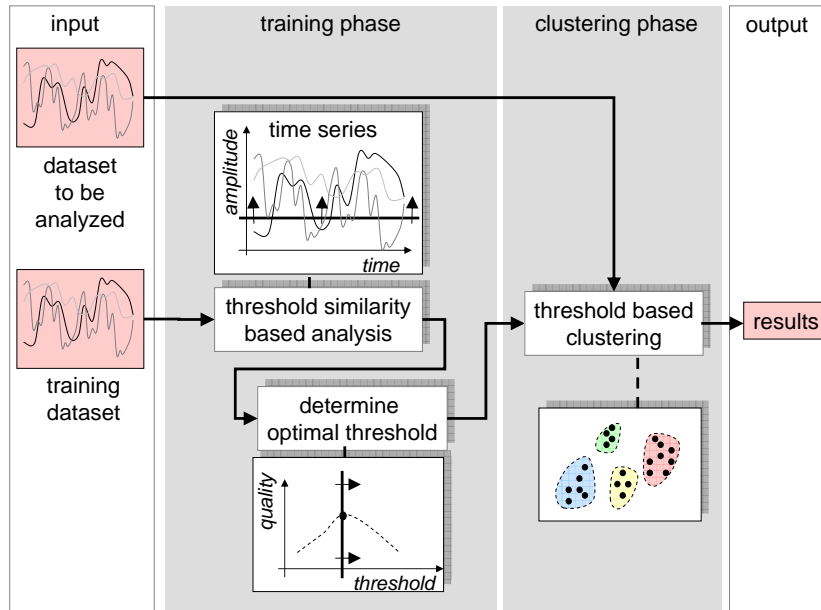 input
training phase
clustering phase
output
dataset
to be
analyzed
time series
amplitude
time
training
dataset
threshold similarity
based analysis
determine
optimal threshold
quality
threshold
threshold based
clustering
results